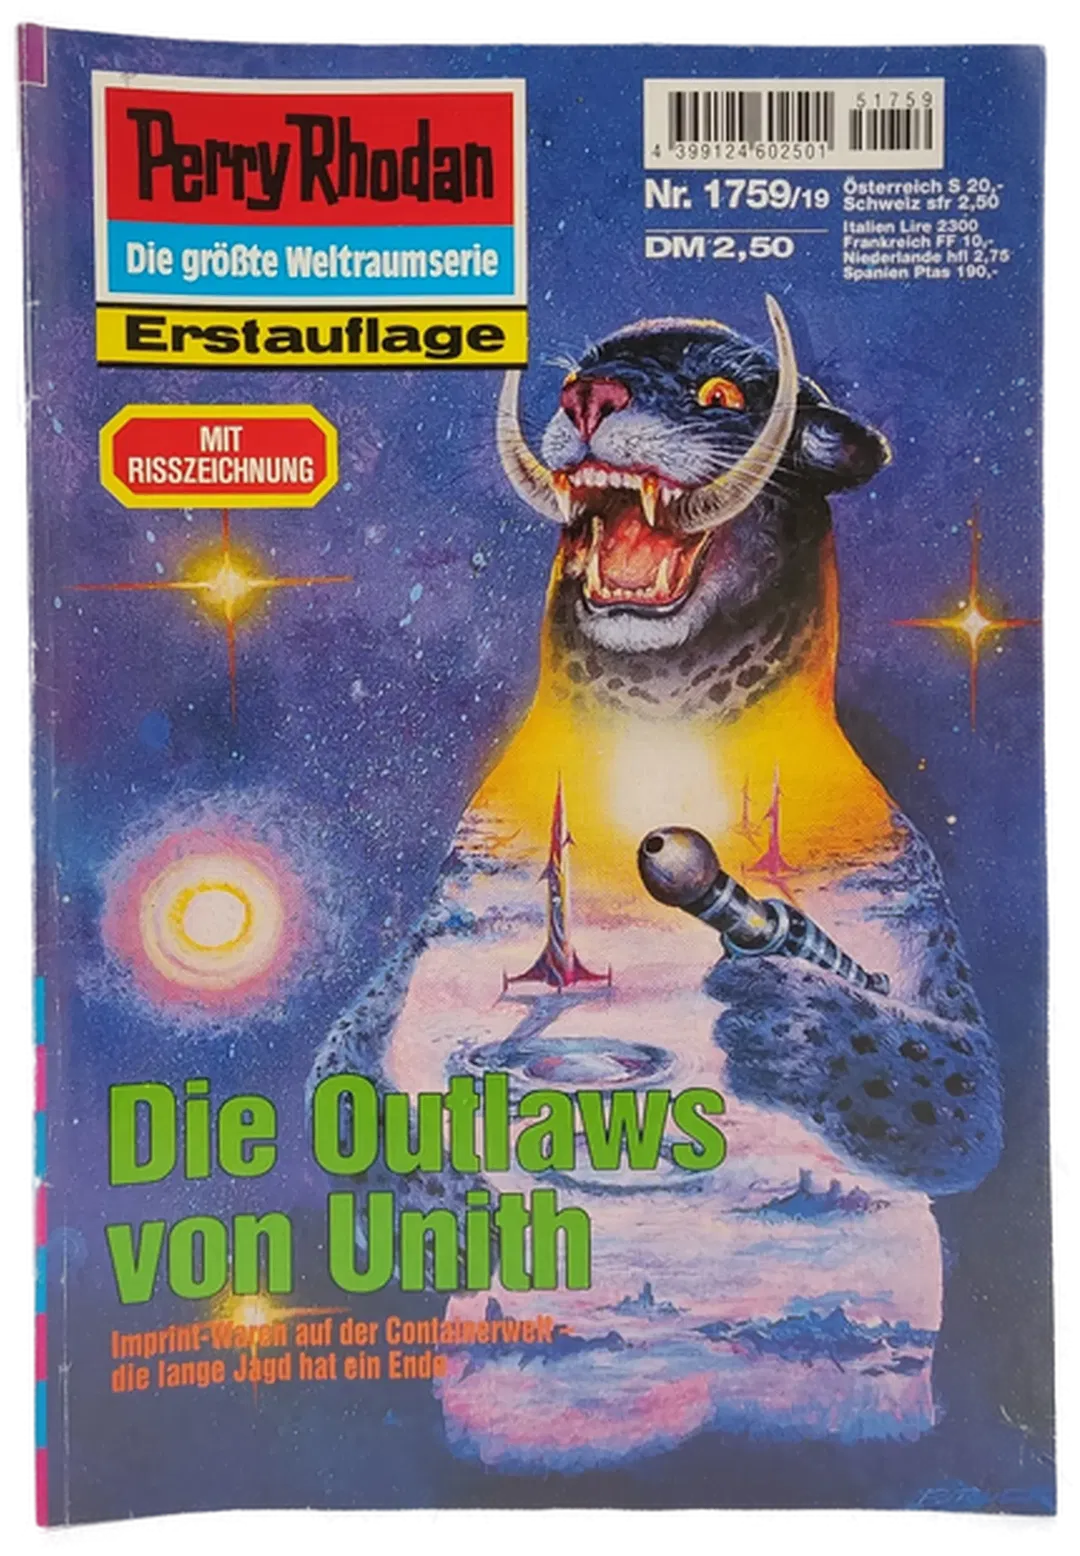 Perry Rhodan
Die größte Weltraumserie
Erstauflage
MIT
RISSZEICHNUNG
51759
4 399124 602501
Nr. 1759/19
DM 2,50
Österreich S 20,-
Schweiz sfr 2,50
Italien Lire 2300
Frankreich FF 10,-
Niederlande hfl 2,75
Spanien Ptas 190,-
Die Outlaws
von Unith
Imprint-Waren auf der Containerwelt –
die lange Jagd hat ein Ende